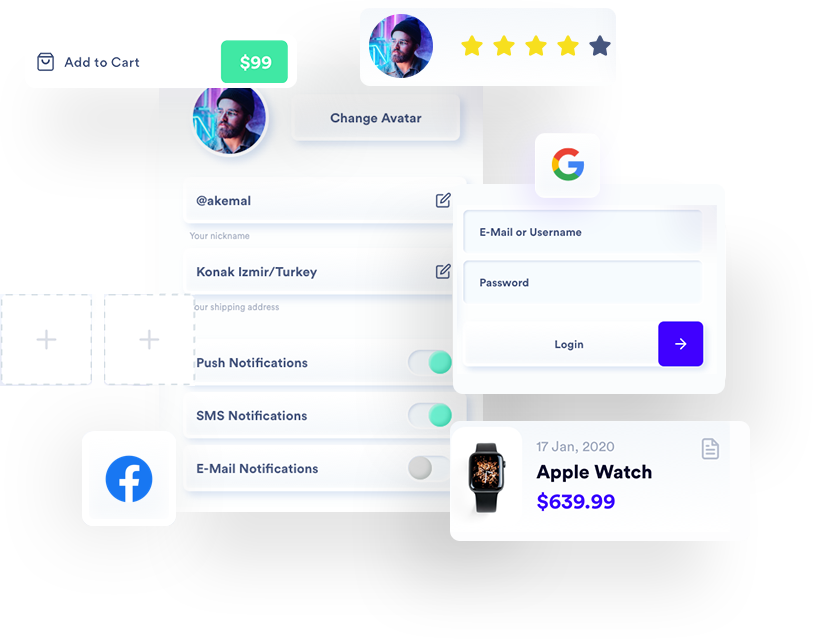 Add to Cart
$99
Change Avatar
@akemal
Your nickname
Konak Izmir/Turkey
our shipping address
Push Notifications
SMS Notifications
E-Mail Notifications
E-Mail or Username
Password
Login
17 Jan, 2020
Apple Watch
$639.99